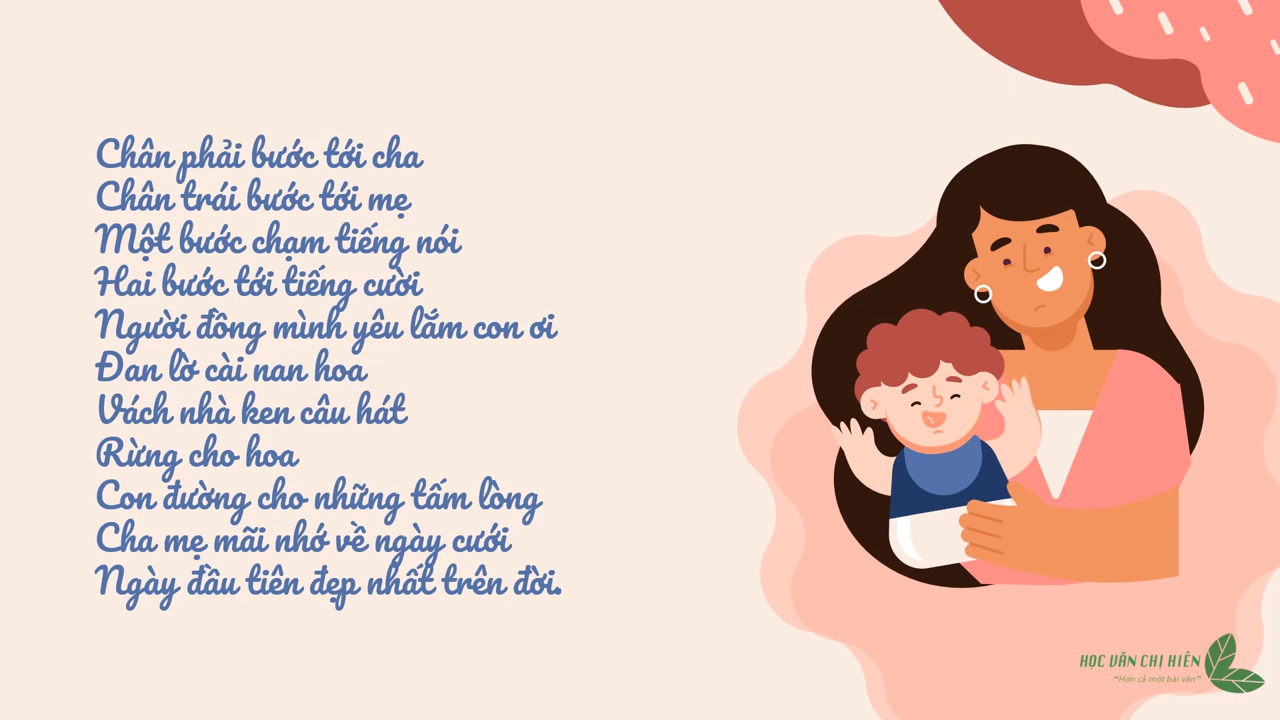 Chân phải bước tới cha
Chân trái bước tới mẹ
Một bước chạm tiếng nói
Hai bước tới tiếng cười
Người đồng mình yêu lắm con ơi
Đan lờ cài nan hoa
Vách nhà ken câu hát
Rừng cho hoa
Con đường cho những tấm lòng
Cha mẹ mãi nhớ về ngày cưới
Ngày đầu tiên đẹp nhất trên đời.
HỌC VĂN CHỊ HIÊN
"Hơn cả một bài văn"